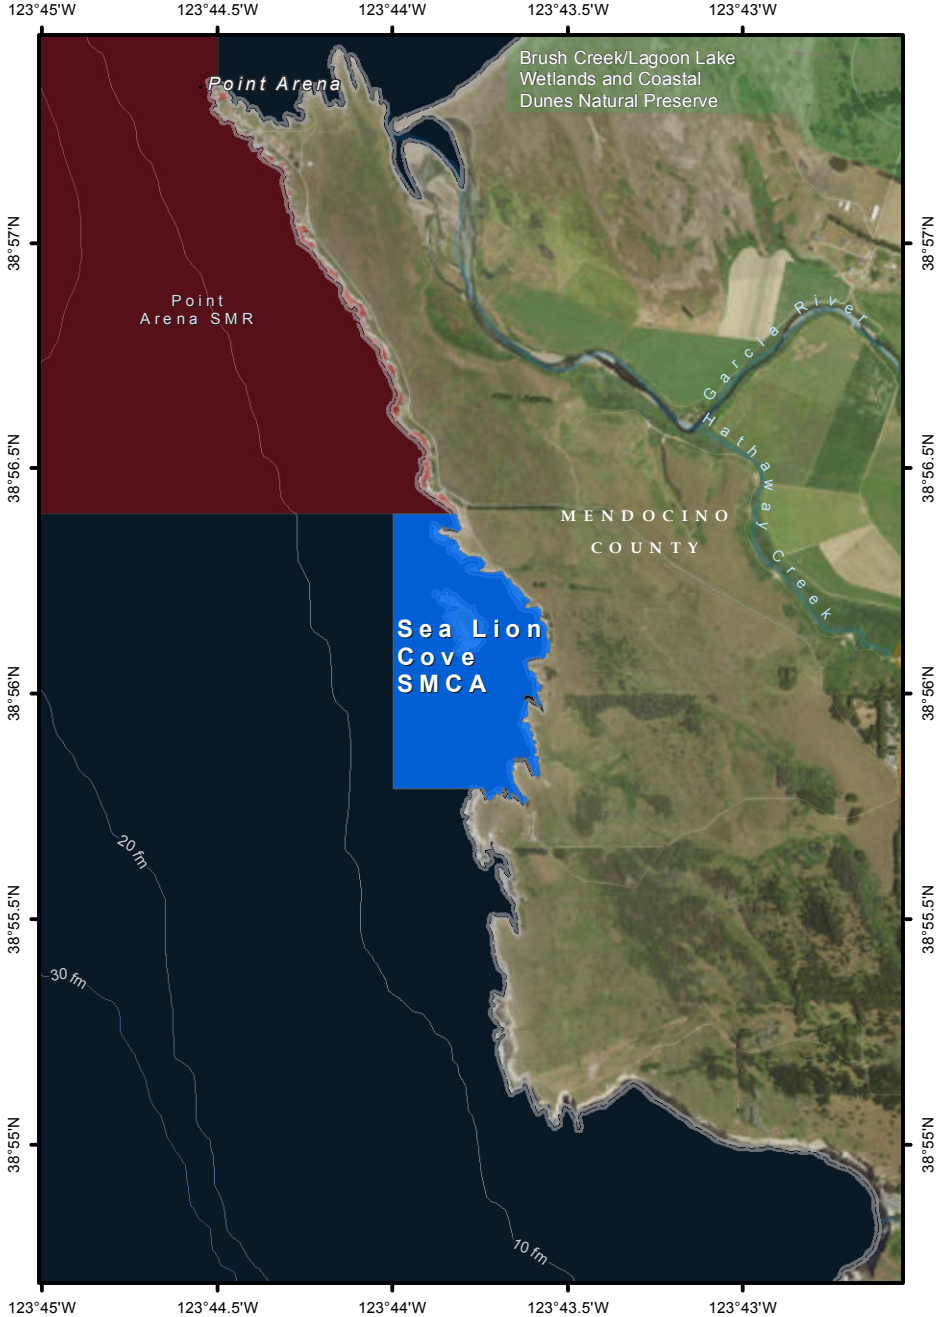 123°45'W 123°44.5'W 123°44'W 123°43.5'W 123°43'W
Brush Creek/Lagoon Lake
Wetlands and Coastal
Dunes Natural Preserve
Point Arena
38°57'N 38°57'N
Point
Arena SMR
Garcia River
Hathaway Creek
38°56.5'N 38°56.5'N
MENDOCINO
COUNTY
Sea Lion
Cove
SMCA
38°56'N 38°56'N
20 fm
38°55.5'N 38°55.5'N
30 fm
38°55'N 38°55'N
10 fm
123°45'W 123°44.5'W 123°44'W 123°43.5'W 123°43'W